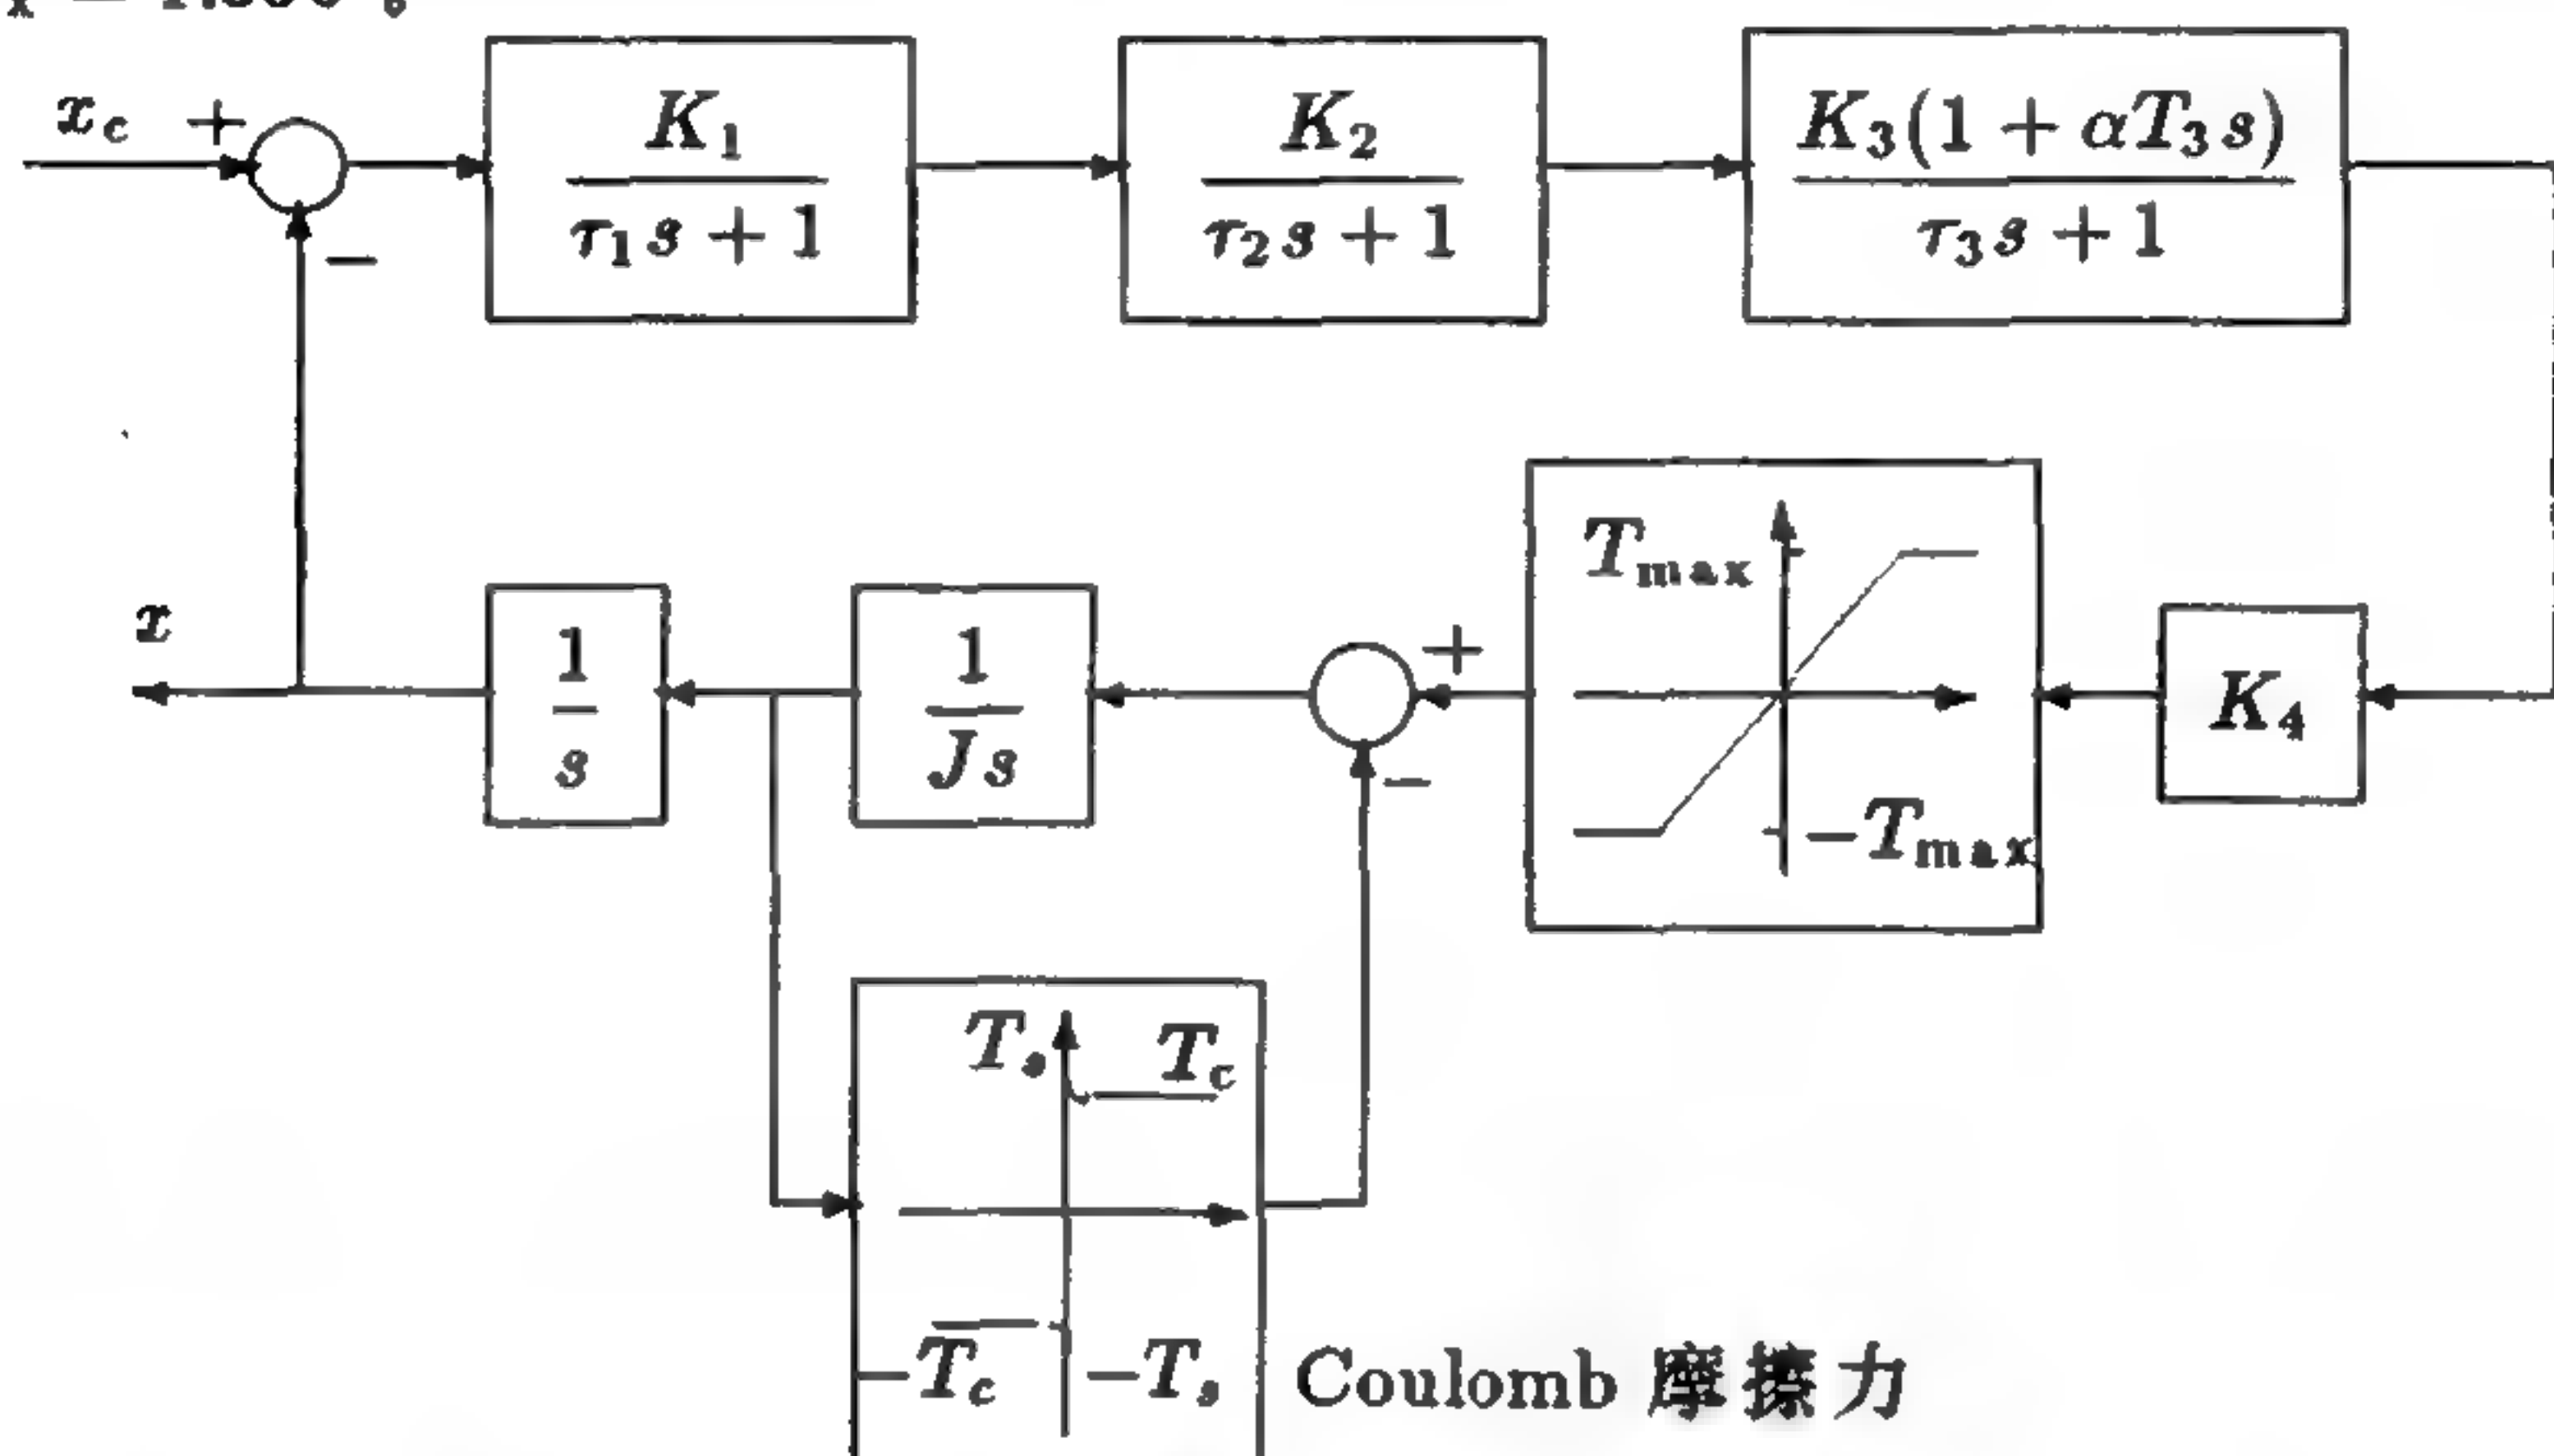 x_c +
K_1
τ_1 s + 1
K_2
τ_2 s + 1
K_3(1 + αT_3 s)
τ_3 s + 1
−
x
1
s
1
Js
+
−
T_max
−T_max
K_4
T_s T_c
−T_c −T_s
Coulomb 摩擦力